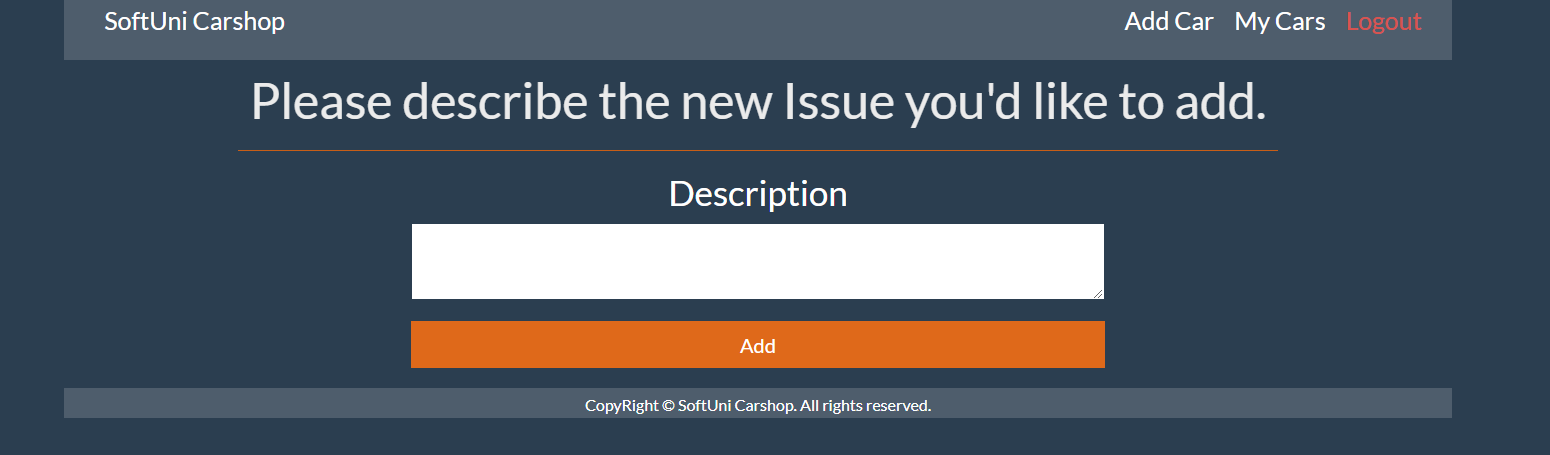 SoftUni Carshop Add Car My Cars Logout
Please describe the new Issue you'd like to add.
Description
Add
CopyRight © SoftUni Carshop. All rights reserved.